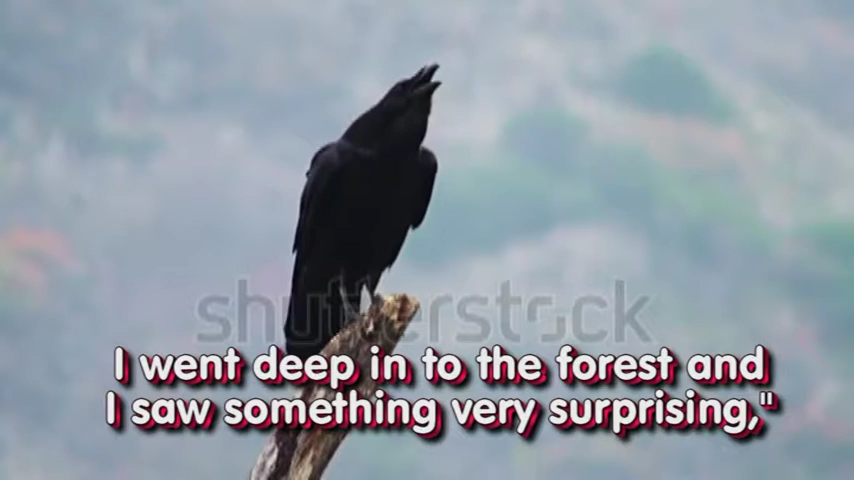 shutterstock
I went deep in to the forest and
I saw something very surprising,"